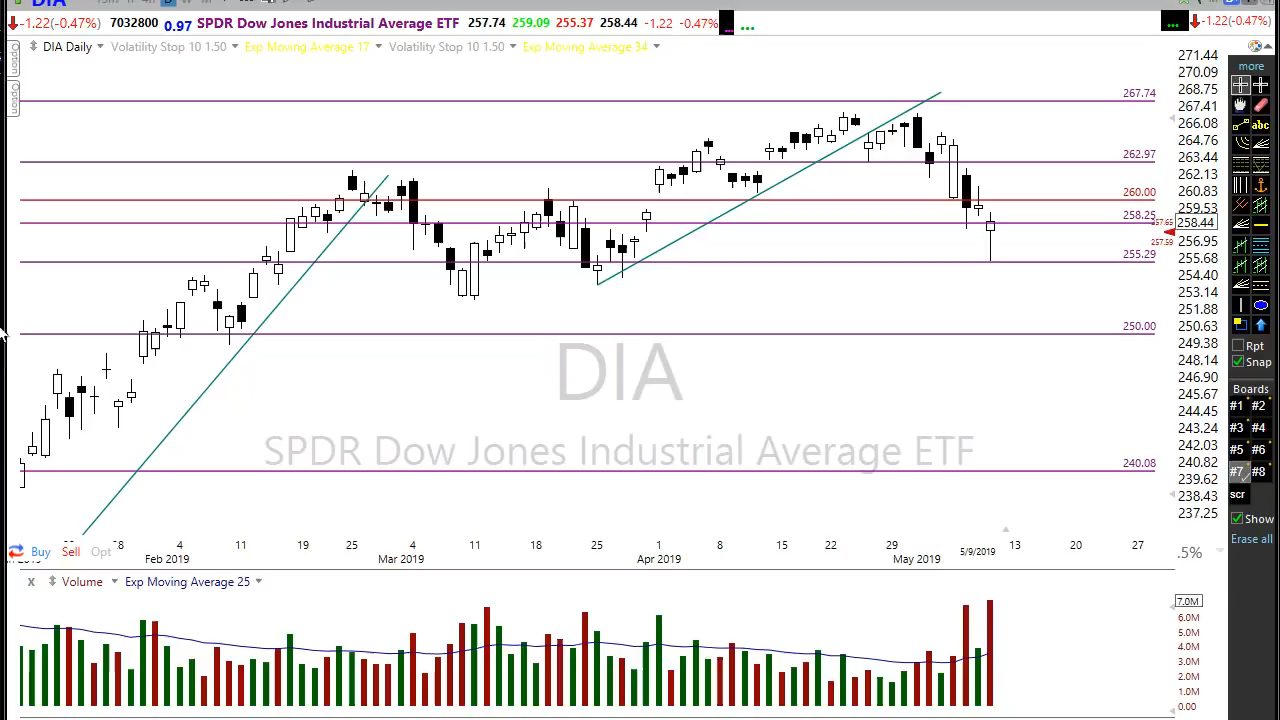 DIA
-1.22(-0.47%) 7032800 0.97 SPDR Dow Jones Industrial Average ETF 257.74 259.09 255.37 258.44 -1.22 -0.47% ... ... ... -1.22(-0.47%)
DIA Daily Volatility Stop 10 1.50 Exp Moving Average 17 Volatility Stop 10 1.50 Exp Moving Average 34
Option
Option
267.74
262.97
260.00
258.25
255.29
250.00
240.08
257.65
257.59
DIA
SPDR Dow Jones Industrial Average ETF
271.44
270.09
268.75
267.41
266.08
264.76
263.44
262.13
260.83
259.53
258.44
256.95
255.68
254.40
253.14
251.88
250.63
249.38
248.14
246.90
245.67
244.45
243.24
242.03
240.82
239.62
238.43
237.25
more
abc
Rpt
Snap
Boards
#1 #2
#3 #4
#5 #6
#7 #8
scr
Show
Erase all
Buy Sell Opt
4 11 19 25 4 11 18 25 1 8 15 22 29 5/9/2019 13 20 27
Feb 2019 Mar 2019 Apr 2019 May 2019
.5%
x Volume Exp Moving Average 25
7.0M
6.0M
5.0M
4.0M
3.0M
2.0M
1.0M
0.00